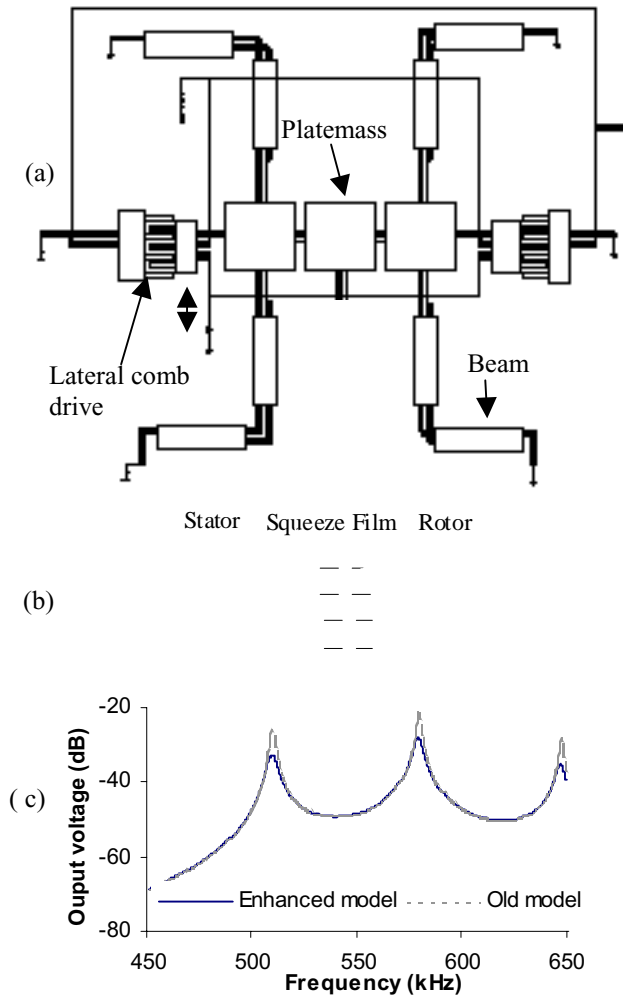 (a)
Platemass
Lateral comb
drive
Beam
Stator Squeeze Film Rotor
(b)
( c)
Ouput voltage (dB)
-20
-40
-60
-80
Enhanced model
Old model
450 500 550 600 650
Frequency (kHz)